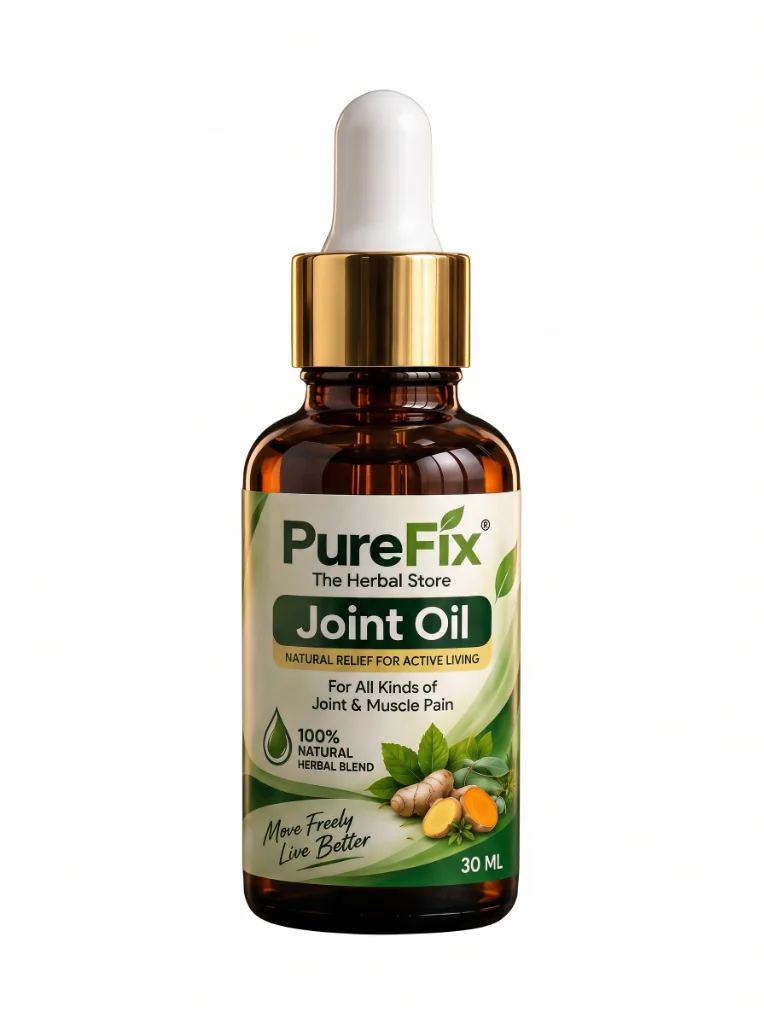 PureFix®
The Herbal Store
Joint Oil
NATURAL RELIEF FOR ACTIVE LIVING
For All Kinds of
Joint & Muscle Pain
100%
NATURAL
HERBAL BLEND
Move Freely
Live Better
30 ML